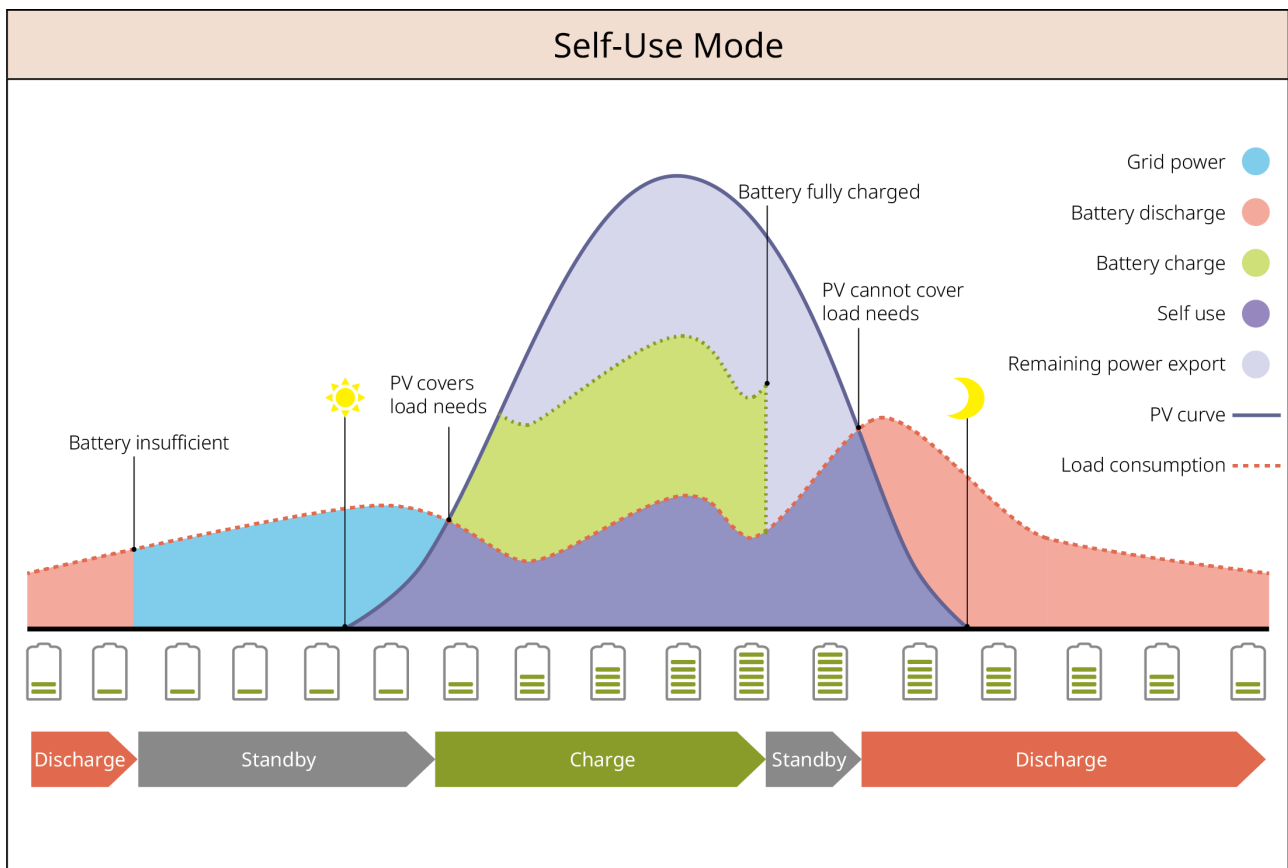 Self-Use Mode
Grid power
Battery discharge
Battery charge
Self use
Remaining power export
PV curve
Load consumption
Battery fully charged
PV cannot cover
load needs
PV covers
load needs
Battery insufficient
Discharge
Standby
Charge
Standby
Discharge